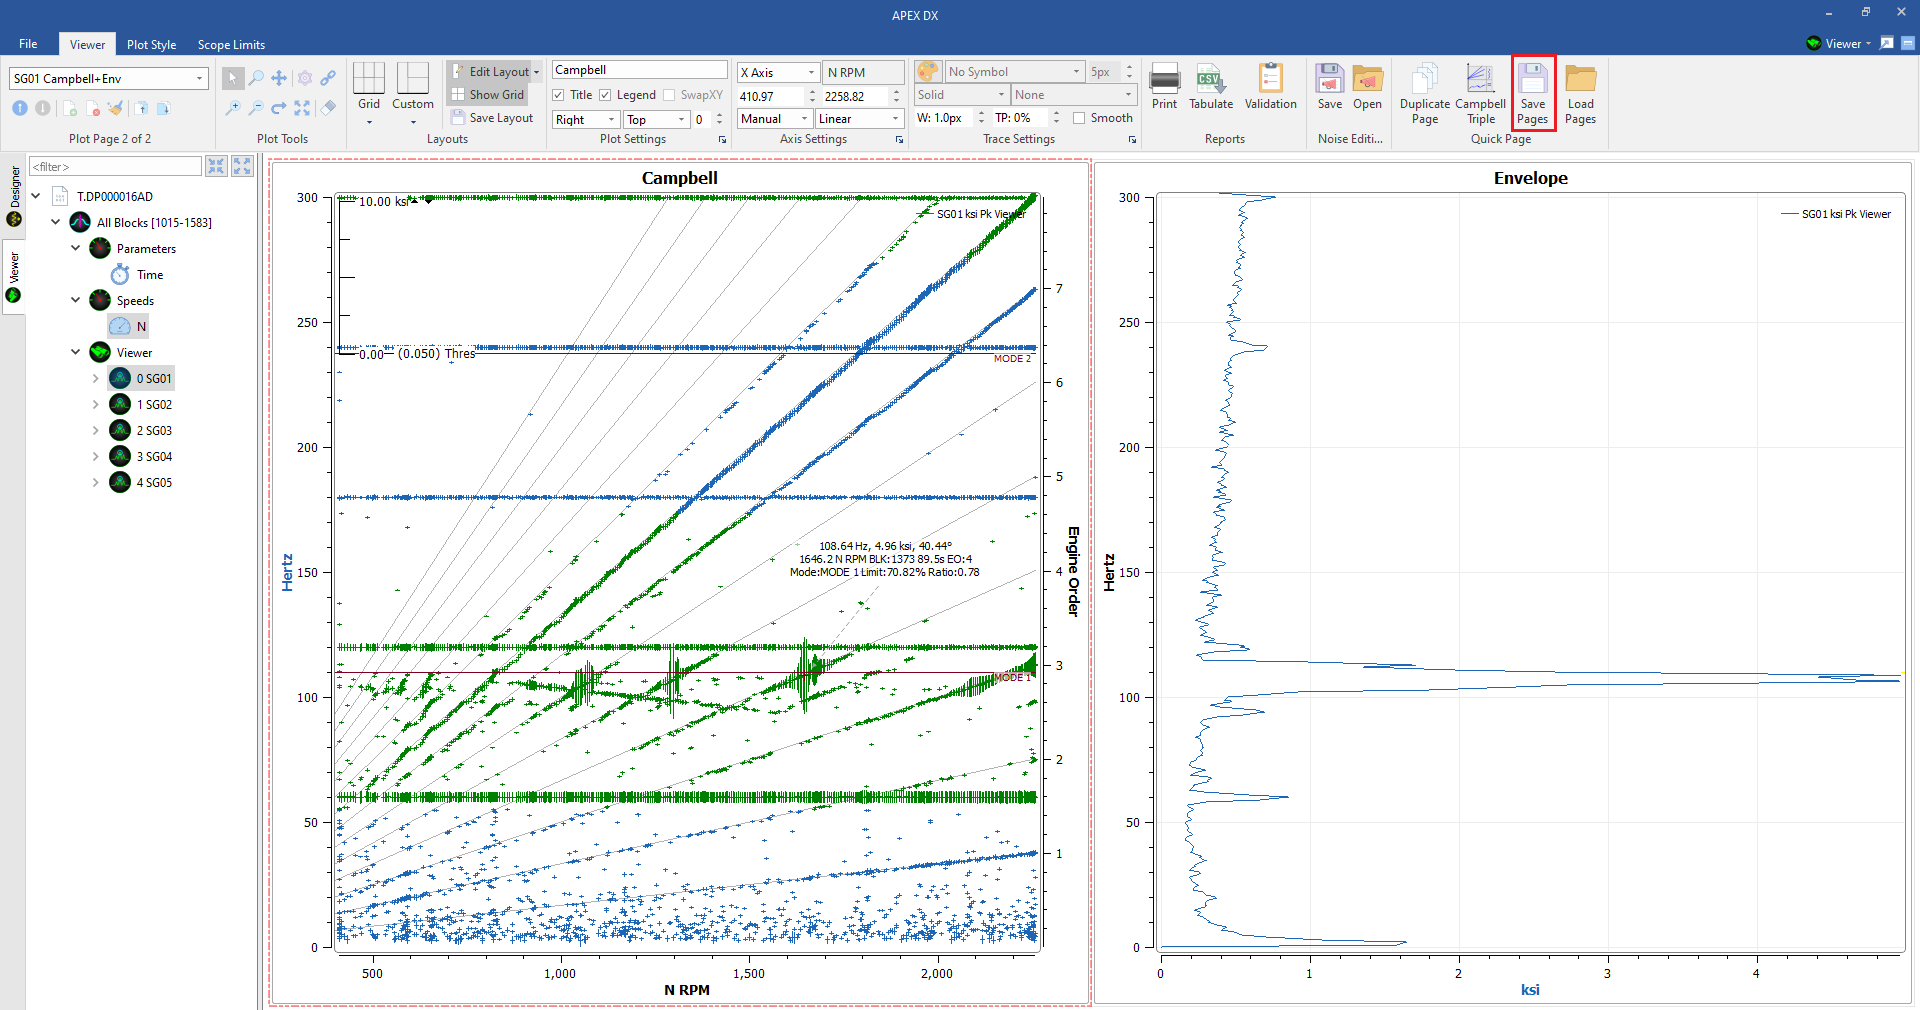 APEX DX
File Viewer Plot Style Scope Limits Viewer
SG01 Campbell+Env
Plot Page 2 of 2
Plot Tools
Grid Custom
Edit Layout
Show Grid
Save Layout
Layouts
Campbell
Title Legend SwapXY
Right Top 0
Plot Settings
X Axis N RPM
410.97 2258.82
Manual Linear
Axis Settings
No Symbol 5px
Solid None
W: 1.0px TP: 0% Smooth
Trace Settings
Print Tabulate Validation
CSV
Reports
Save Open
Noise Editi...
Duplicate Page
Campbell Triple
Save Pages
Load Pages
Quick Page
Designer
Viewer
<filter>
T.DP000016AD
All Blocks [1015-1583]
Parameters
Time
Speeds
N
Viewer
0 SG01
1 SG02
2 SG03
3 SG04
4 SG05
Campbell
10.00 ksi
SG01 ksi Pk Viewer
0.00 (0.050) Thres
MODE 2
108.64 Hz, 4.96 ksi, 40.44°
1646.2 N RPM BLK:1373 89.5s EO:4
Mode:MODE 1 Limit:70.82% Ratio:0.78
MODE 1
Hertz
300
250
200
150
100
50
0
500 1,000 1,500 2,000
N RPM
7
6
5
4
3
2
1
Engine Order
Envelope
SG01 ksi Pk Viewer
Hertz
300
250
200
150
100
50
0
0 1 2 3 4
ksi